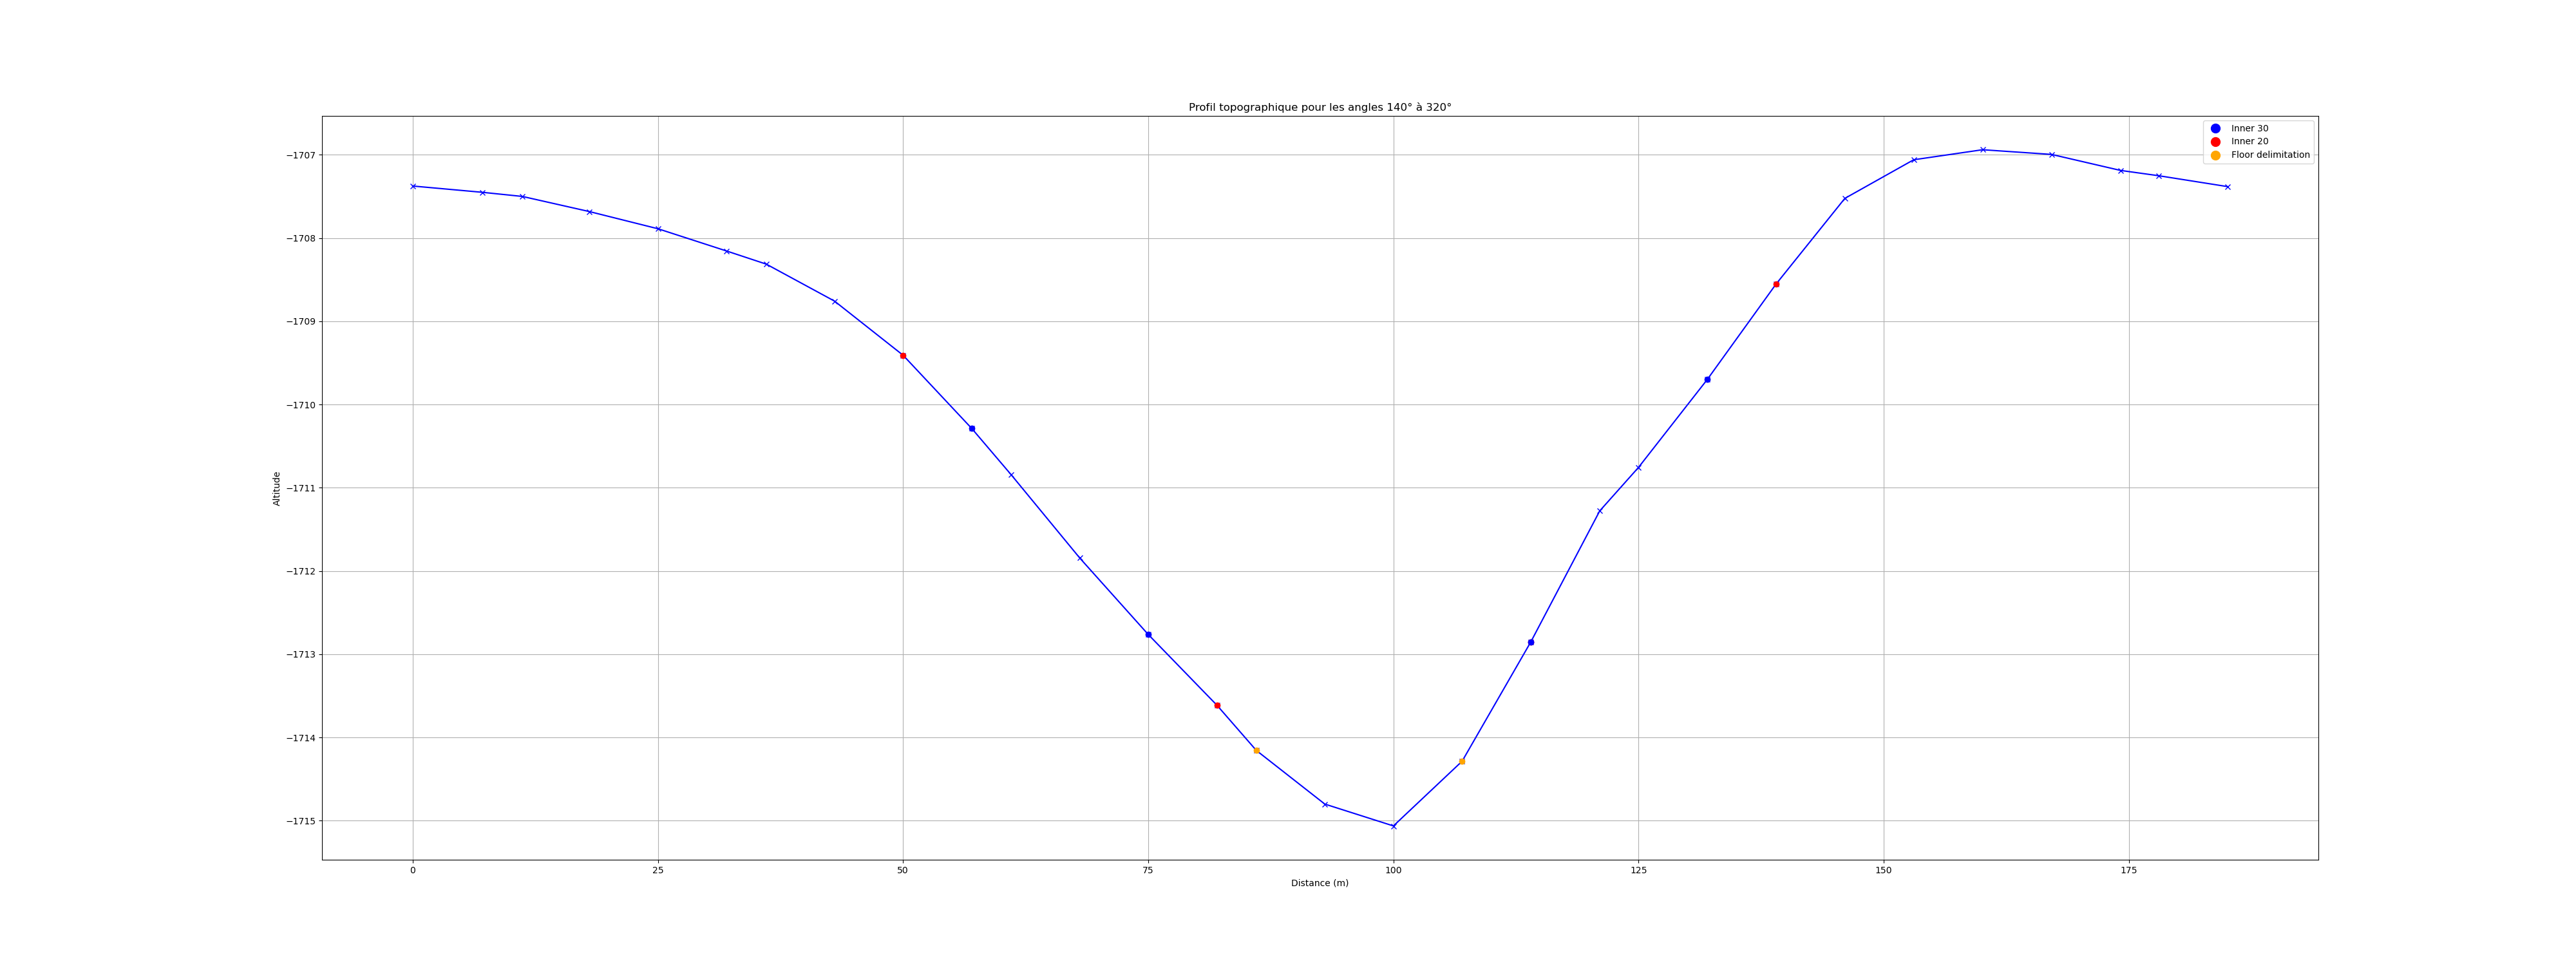 Profil topographique pour les angles 140° à 320°
Inner 30
Inner 20
Floor delimitation
Altitude
−1707
−1708
−1709
−1710
−1711
−1712
−1713
−1714
−1715
0
25
50
75
100
125
150
175
Distance (m)